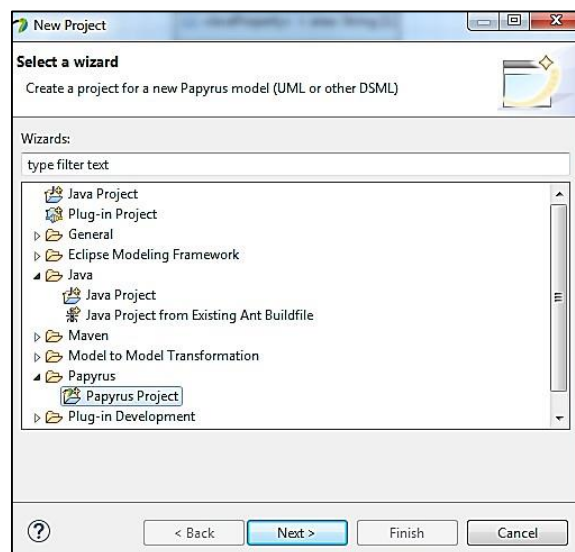 New Project
Select a wizard
Create a project for a new Papyrus model (UML or other DSML)
Wizards:
type filter text
Java Project
Plug-in Project
General
Eclipse Modeling Framework
Java
Java Project
Java Project from Existing Ant Buildfile
Maven
Model to Model Transformation
Papyrus
Papyrus Project
Plug-in Development
? < Back Next > Finish Cancel